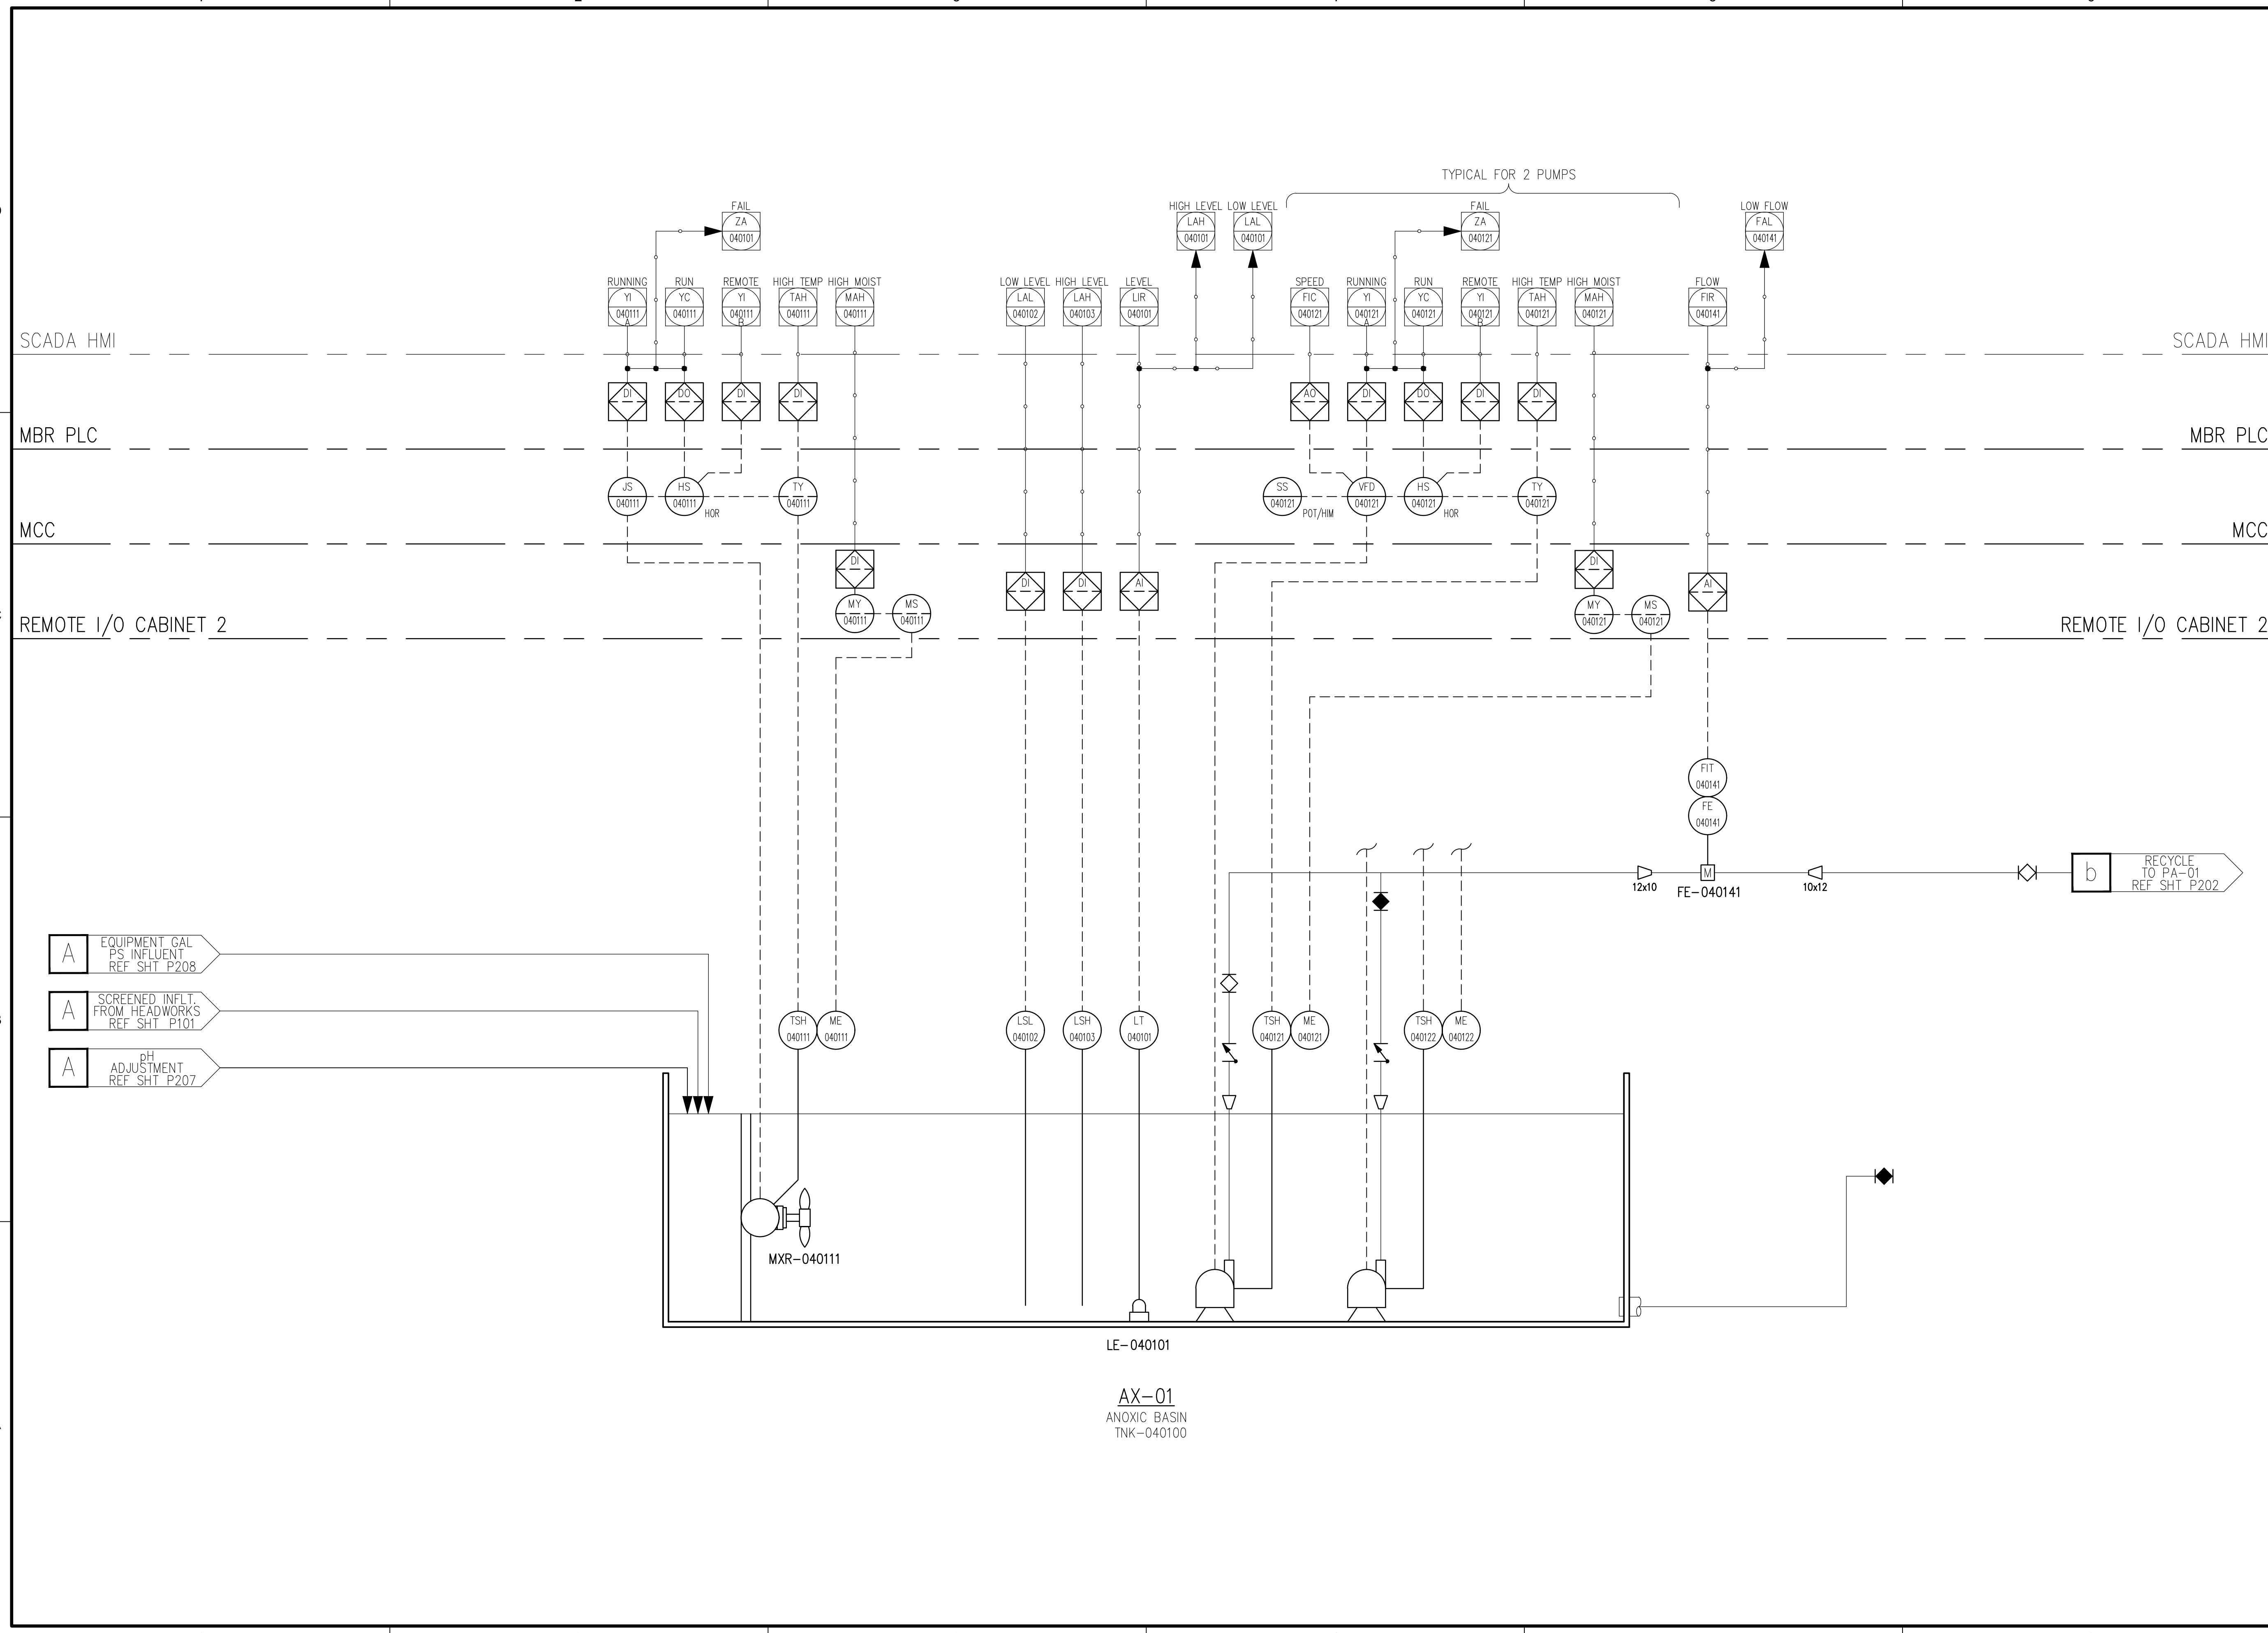 TYPICAL FOR 2 PUMPS
FAIL
ZA
040101
HIGH LEVEL
LAH
040101
LOW LEVEL
LAL
040101
FAIL
ZA
040121
LOW FLOW
FAL
040141
RUNNING
YI
040111
A
RUN
YC
040111
REMOTE
YI
040111
B
HIGH TEMP
TAH
040111
HIGH MOIST
MAH
040111
LOW LEVEL
LAL
040102
HIGH LEVEL
LAH
040103
LEVEL
LIR
040101
SPEED
FIC
040121
RUNNING
YI
040121
A
RUN
YC
040121
REMOTE
YI
040121
B
HIGH TEMP
TAH
040121
HIGH MOIST
MAH
040121
FLOW
FIR
040141
SCADA HMI
SCADA HMI
DI
DO
DI
DI
AO
DI
DO
DI
DI
MBR PLC
MBR PLC
JS
040111
HS
040111
HOR
TY
040111
SS
040121
POT/HIM
VFD
040121
HS
040121
HOR
TY
040121
MCC
MCC
DI
DI
DI
AI
DI
AI
MY
040111
MS
040111
MY
040121
MS
040121
REMOTE I/O CABINET 2
REMOTE I/O CABINET 2
FIT
040141
FE
040141
12x10
M
FE-040141
10x12
b
RECYCLE
TO PA-01
REF SHT P202
A
EQUIPMENT GAL
PS INFLUENT
REF SHT P208
A
SCREENED INFLT.
FROM HEADWORKS
REF SHT P101
A
pH
ADJUSTMENT
REF SHT P207
TSH
040111
ME
040111
LSL
040102
LSH
040103
LT
040101
TSH
040121
ME
040121
TSH
040122
ME
040122
MXR-040111
LE-040101
AX-01
ANOXIC BASIN
TNK-040100